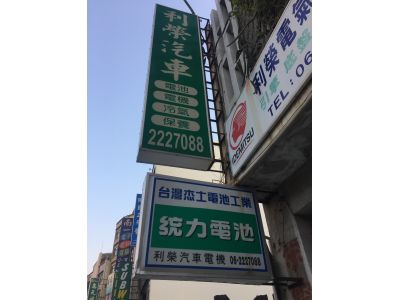 利榮汽車
電池
電機
冷氣
保養
2227088
利榮電氣
TEL:06
IDEMITSU
台灣杰士電池工業
統力電池
利榮汽車電機 06-2227088
SUBW